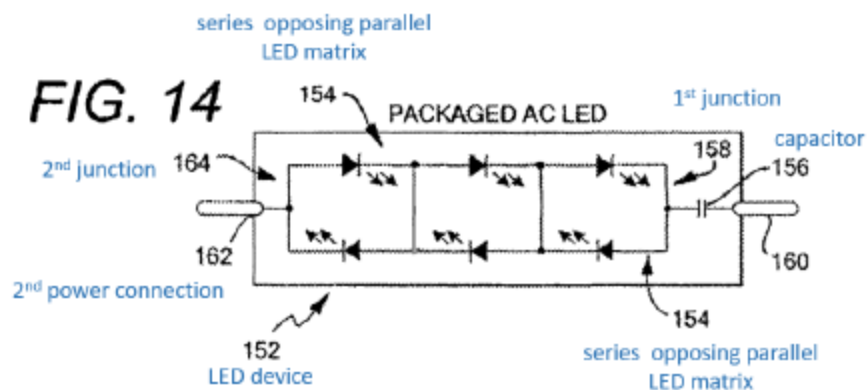 series opposing parallel
LED matrix
FIG. 14
154
PACKAGED AC LED
1st junction
capacitor
2nd junction
164
158
156
162
160
2nd power connection
154
152
LED device
series opposing parallel
LED matrix